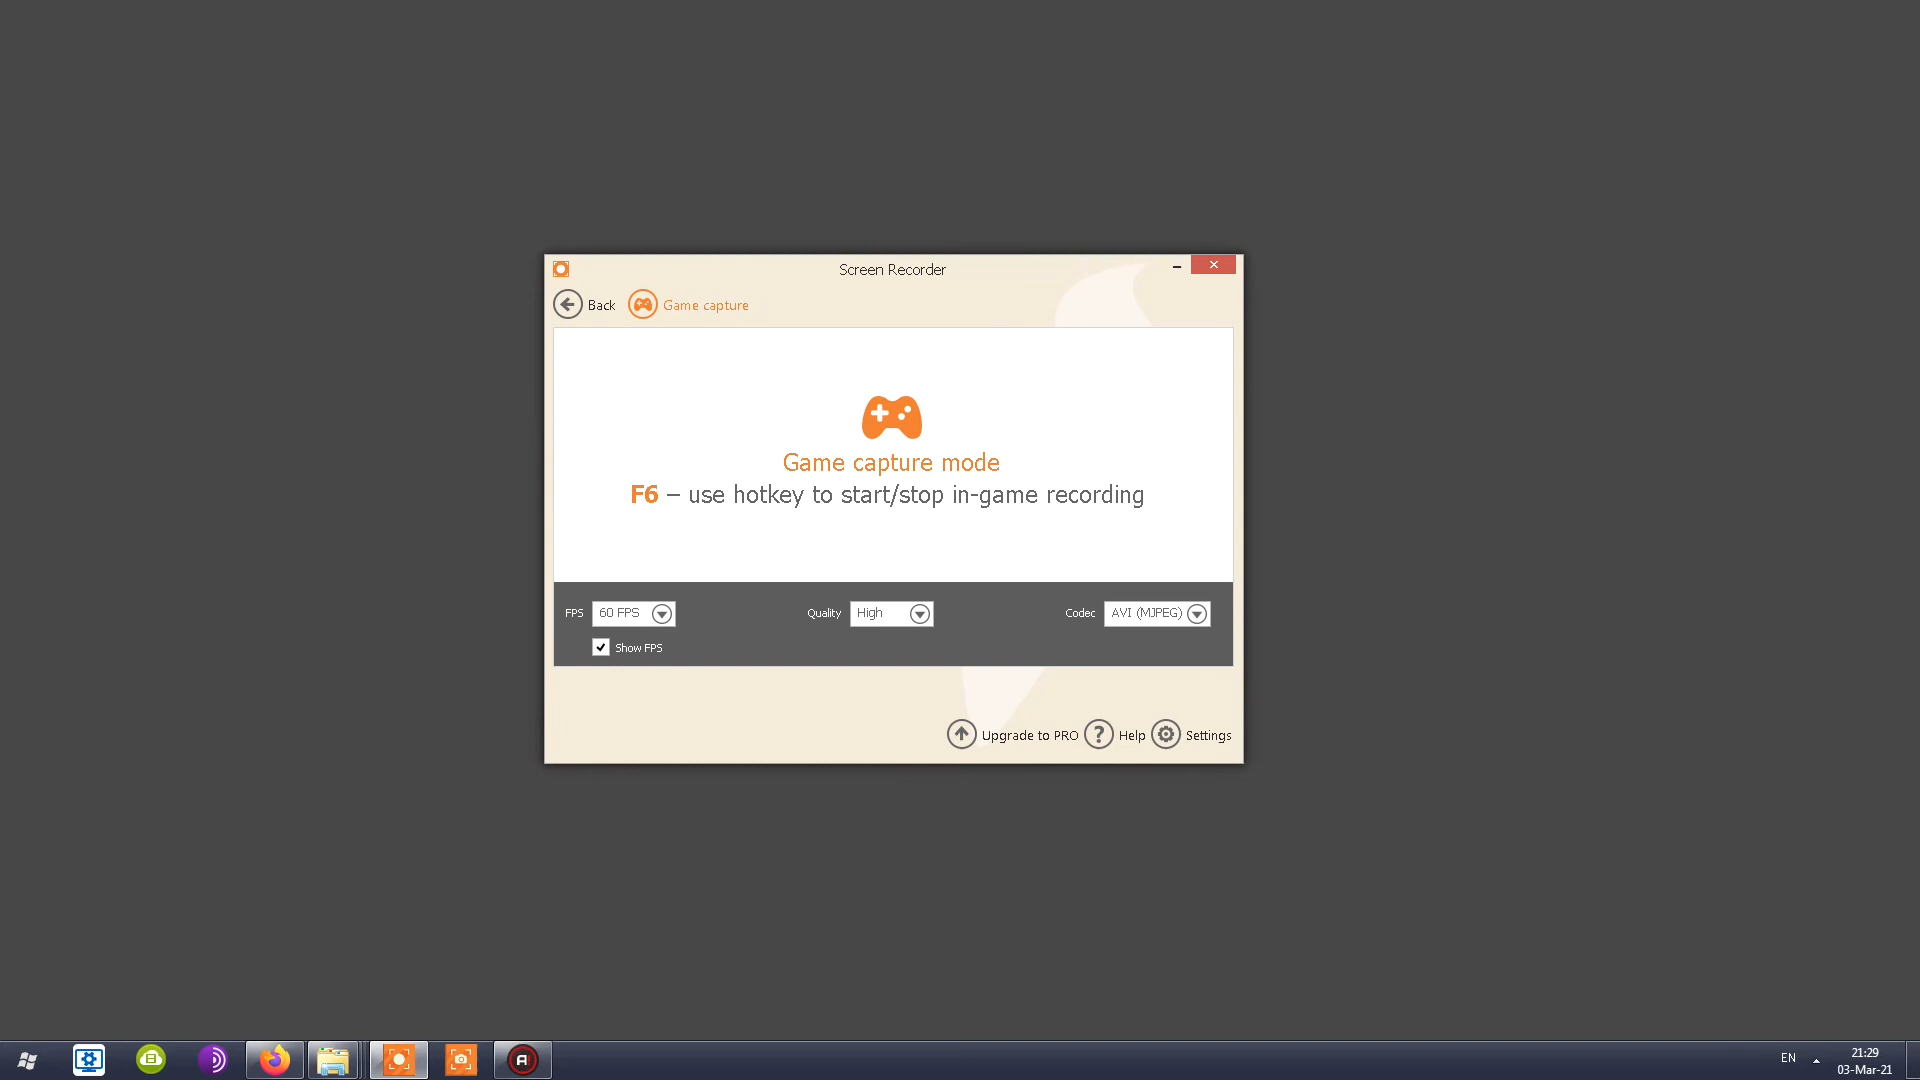 Screen Recorder
Back Game capture
Game capture mode
F6 – use hotkey to start/stop in-game recording
FPS 60 FPS Quality High Codec AVI (MJPEG)
Show FPS
Upgrade to PRO Help Settings
EN 21:29
03-Mar-21